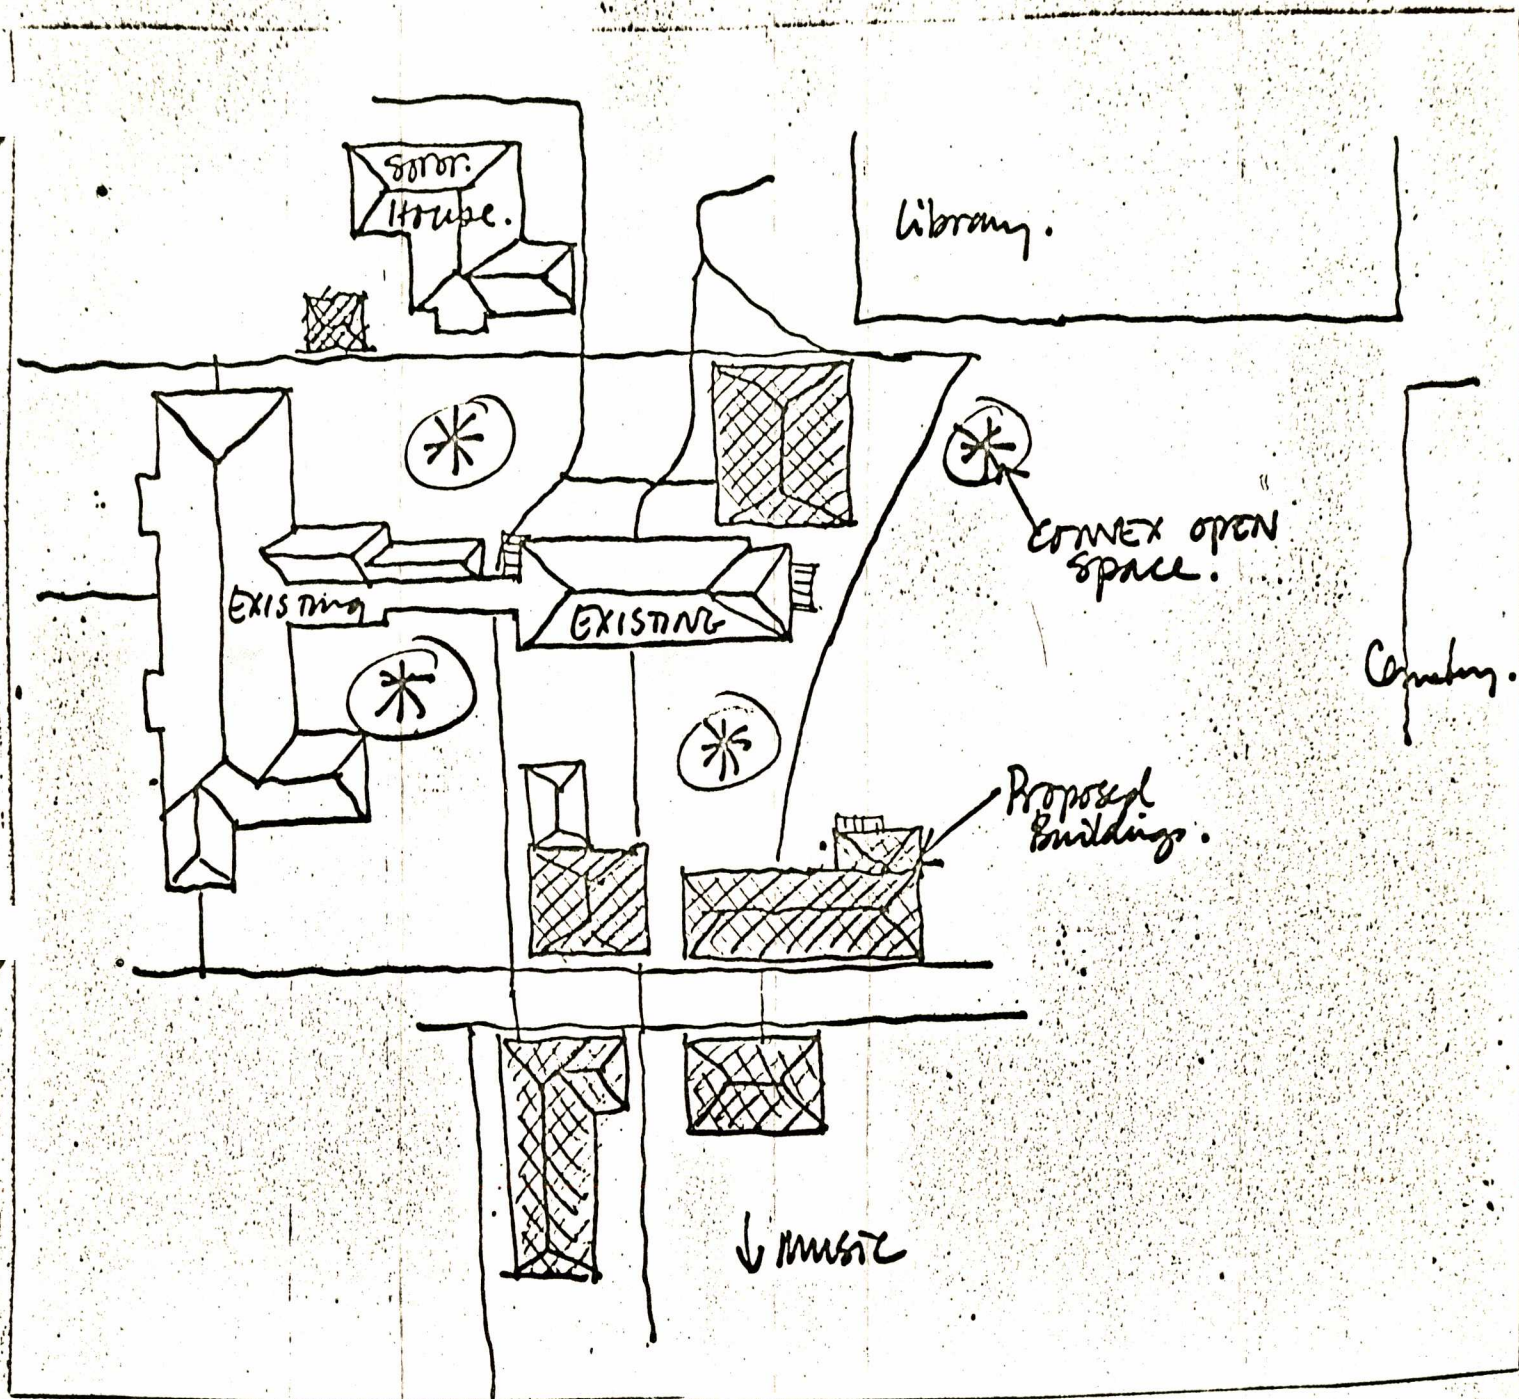 Soror.
House.
Library.
CONVEX OPEN
Space.
EXISTING
EXISTING
Cemetery.
Proposed
Buildings.
↓ MUSIC